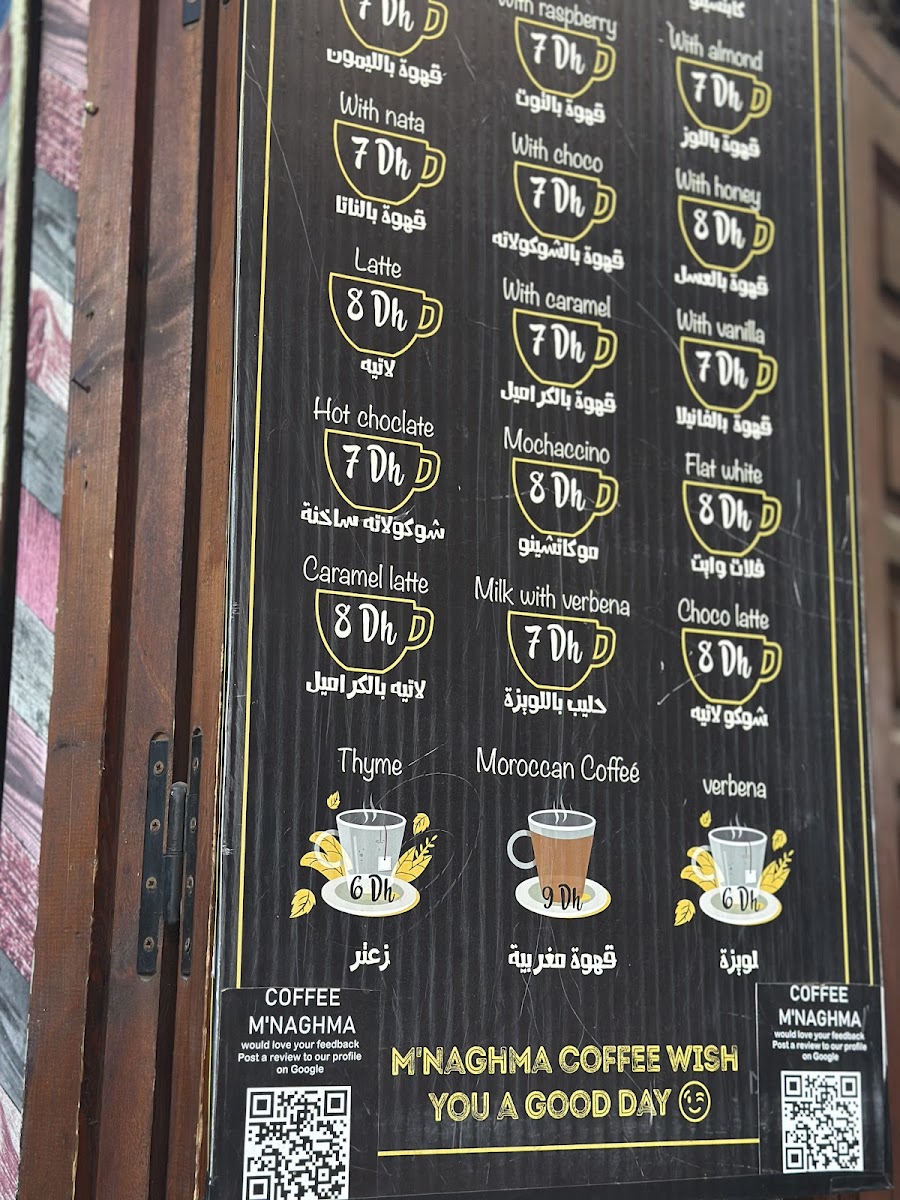 7 Dh
قهوة بالليمون
With nata
7 Dh
قهوة بالناتا
Latte
8 Dh
لاتيه
Hot choclate
7 Dh
شوكولاته ساخنة
Caramel latte
8 Dh
لاتيه بالكراميل
With raspberry
7 Dh
قهوة بالتوت
With choco
7 Dh
قهوة بالشوكولاته
With caramel
7 Dh
قهوة بالكراميل
Mochaccino
8 Dh
موكاتشينو
Milk with verbena
7 Dh
حليب باللويزة
With almond
7 Dh
قهوة باللوز
With honey
8 Dh
قهوة بالعسل
With vanilla
7 Dh
قهوة بالفانيلا
Flat white
8 Dh
فلات وايت
Choco latte
8 Dh
شوكولاتيه
Thyme
6 Dh
زعتر
Moroccan Coffeé
9 Dh
قهوة مغربية
verbena
6 Dh
لويزة
COFFEE
M'NAGHMA
would love your feedback
Post a review to our profile
on Google
M'NAGHMA COFFEE WISH
YOU A GOOD DAY 😉
COFFEE
M'NAGHMA
would love your feedback
Post a review to our profile
on Google